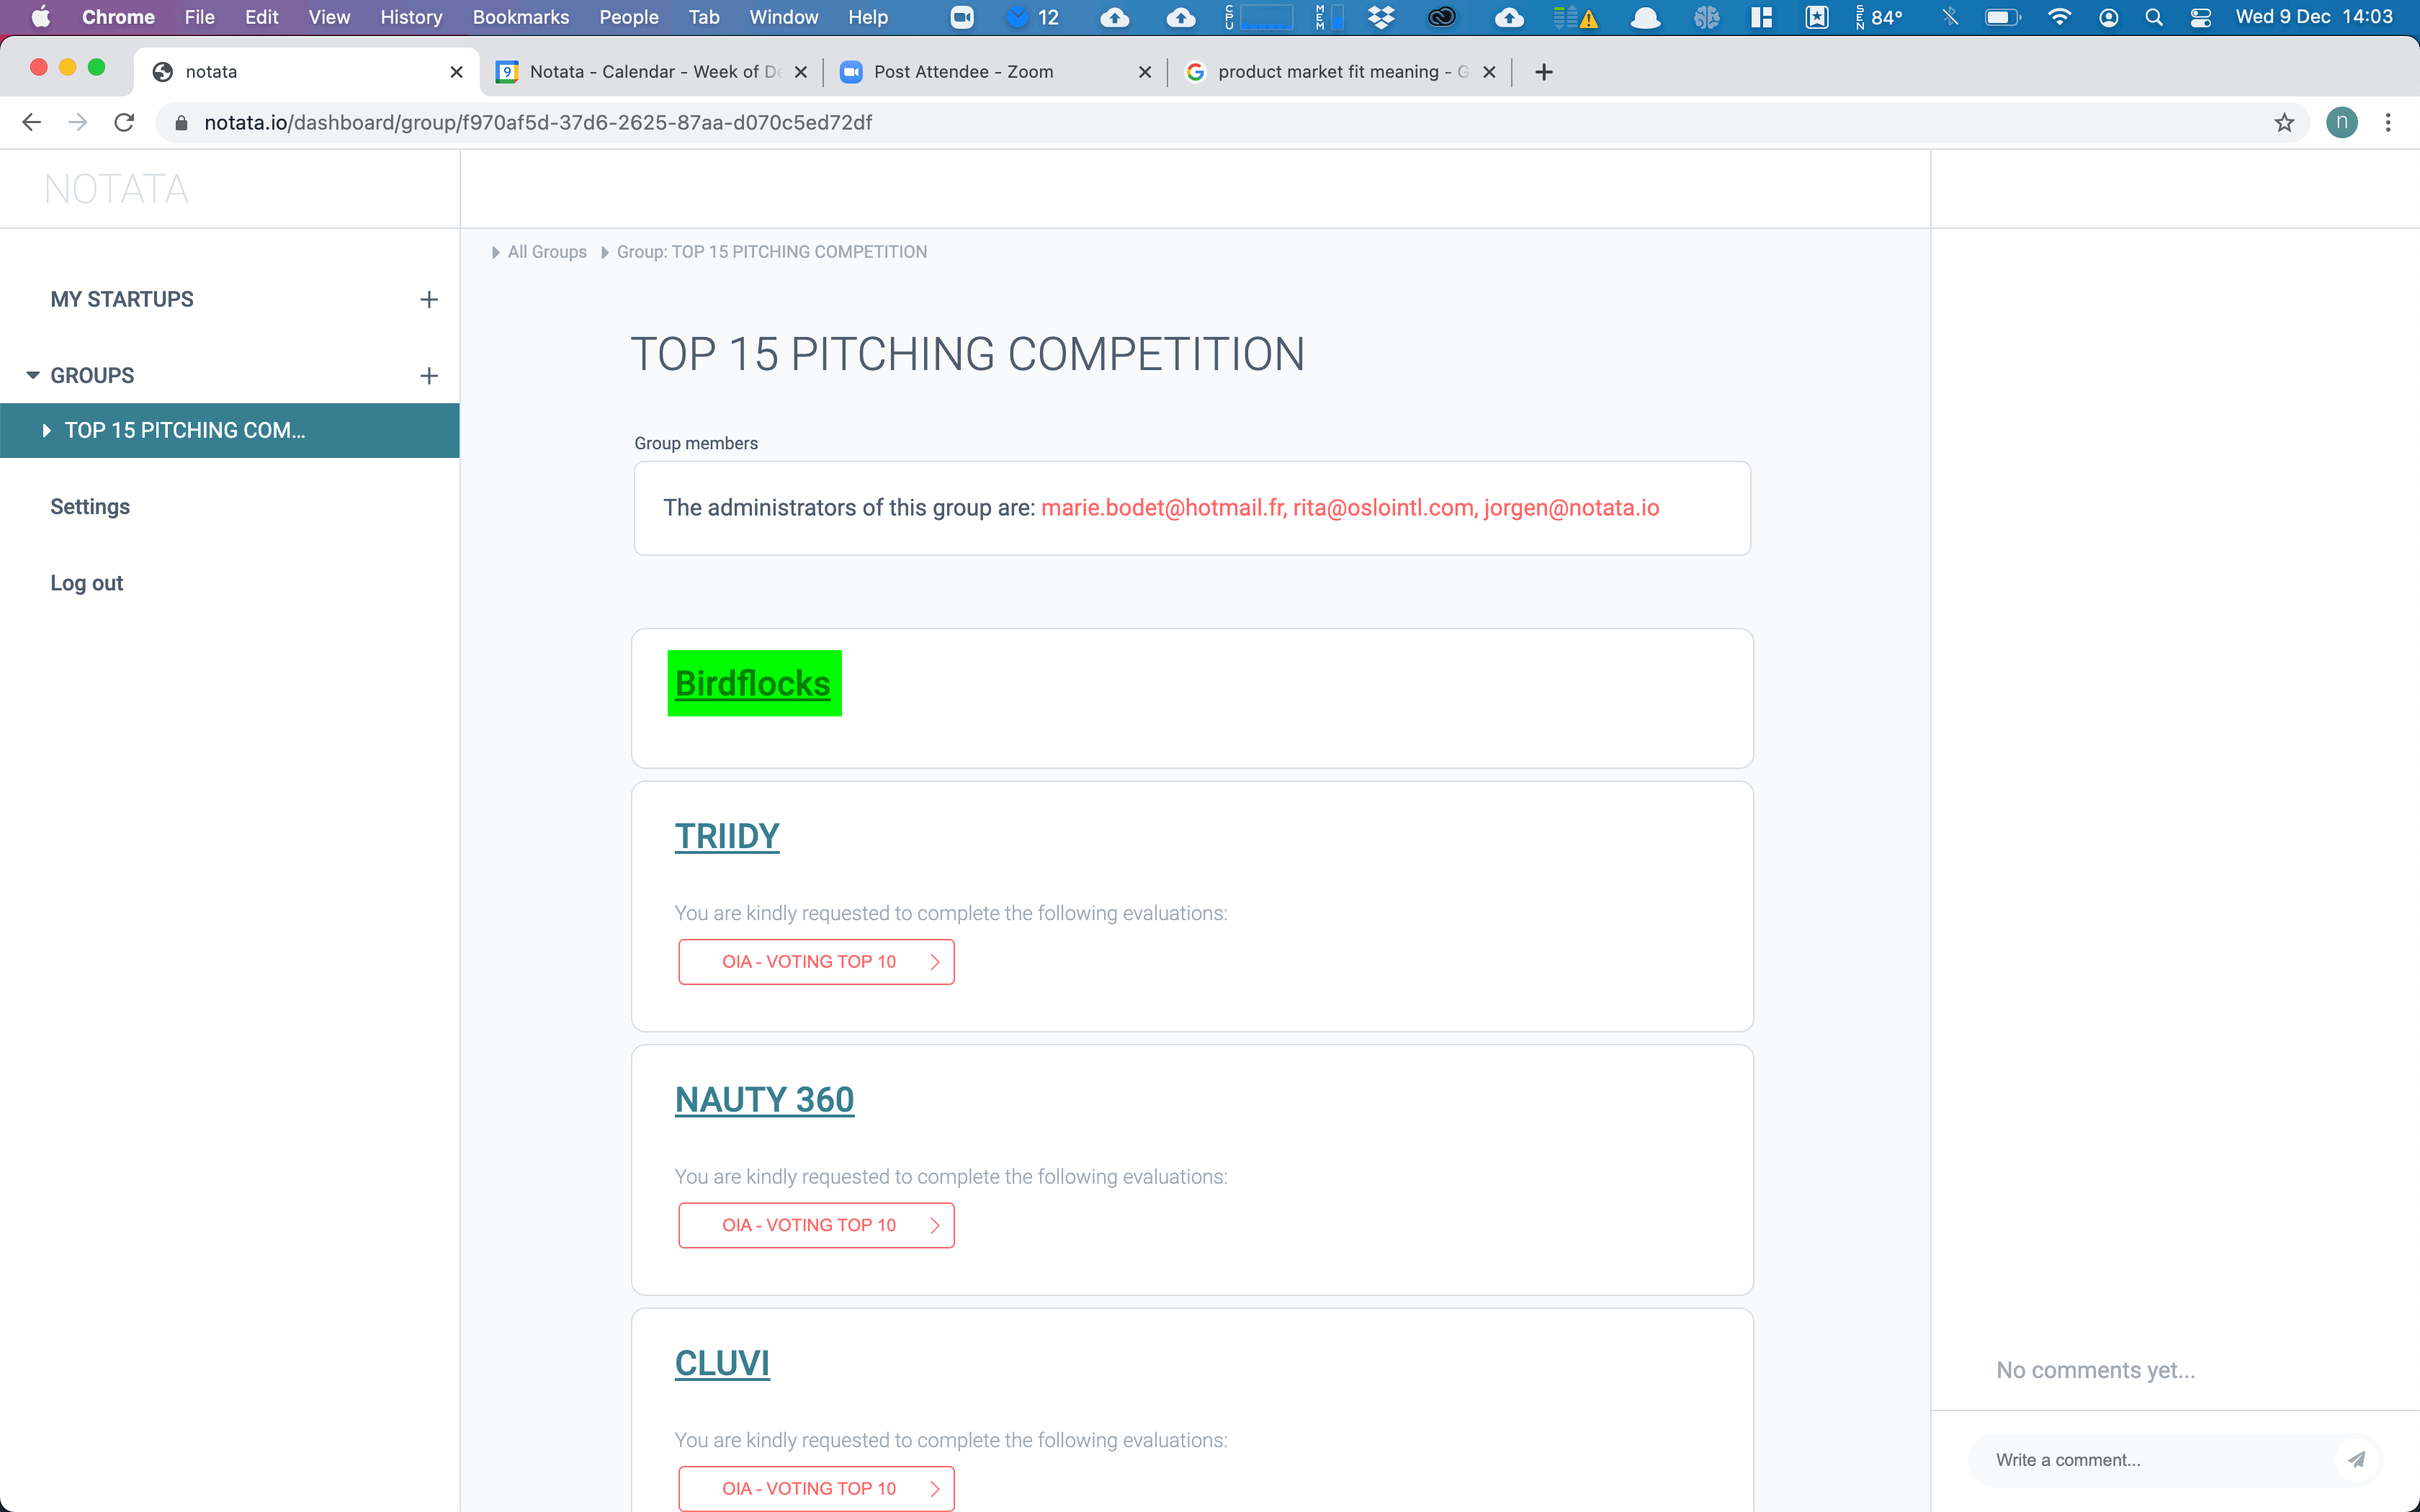 Chrome File Edit View History Bookmarks People Tab Window Help 12 CPU MEM SEN 84° Wed 9 Dec 14:03
notata
Notata - Calendar - Week of De
Post Attendee - Zoom
product market fit meaning - G
notata.io/dashboard/group/f970af5d-37d6-2625-87aa-d070c5ed72df
n
NOTATA
MY STARTUPS
GROUPS
TOP 15 PITCHING COM...
Settings
Log out
All Groups Group: TOP 15 PITCHING COMPETITION
TOP 15 PITCHING COMPETITION
Group members
The administrators of this group are: marie.bodet@hotmail.fr, rita@oslointl.com, jorgen@notata.io
Birdflocks
TRIIDY
You are kindly requested to complete the following evaluations:
OIA - VOTING TOP 10
NAUTY 360
You are kindly requested to complete the following evaluations:
OIA - VOTING TOP 10
CLUVI
You are kindly requested to complete the following evaluations:
OIA - VOTING TOP 10
No comments yet...
Write a comment...